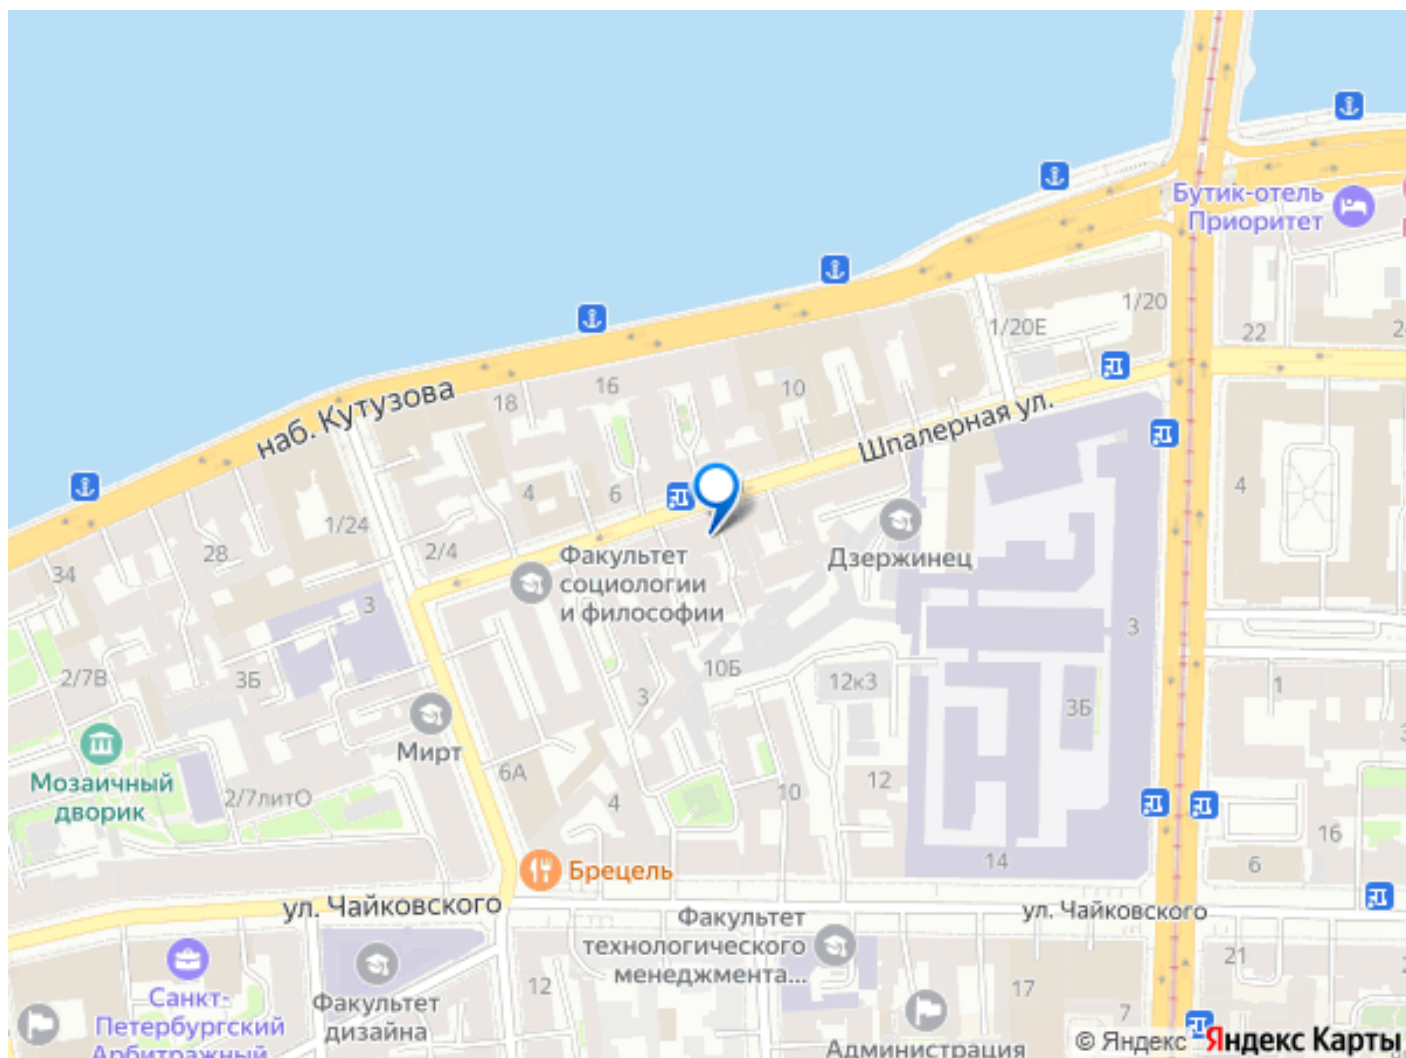 Бутик-отель
Приоритет
1/20
1/20Е
22
наб. Кутузова
18
16
10
Шпалерная ул.
4
6
4
1/24
2/4
28
34
3
Факультет
социологии
и философии
Дзержинец
3
2/7В
3Б
3
10Б
12к3
3Б
1
Мирт
Мозаичный
дворик
2/7литО
6А
4
10
12
14
16
6
Брецель
ул. Чайковского
ул. Чайковского
Факультет
технологического
менеджмента...
21
Санкт-
Петербургский
Арбитражный
Факультет
дизайна
12
17
7
Администрация
© Яндекс Яндекс Карты